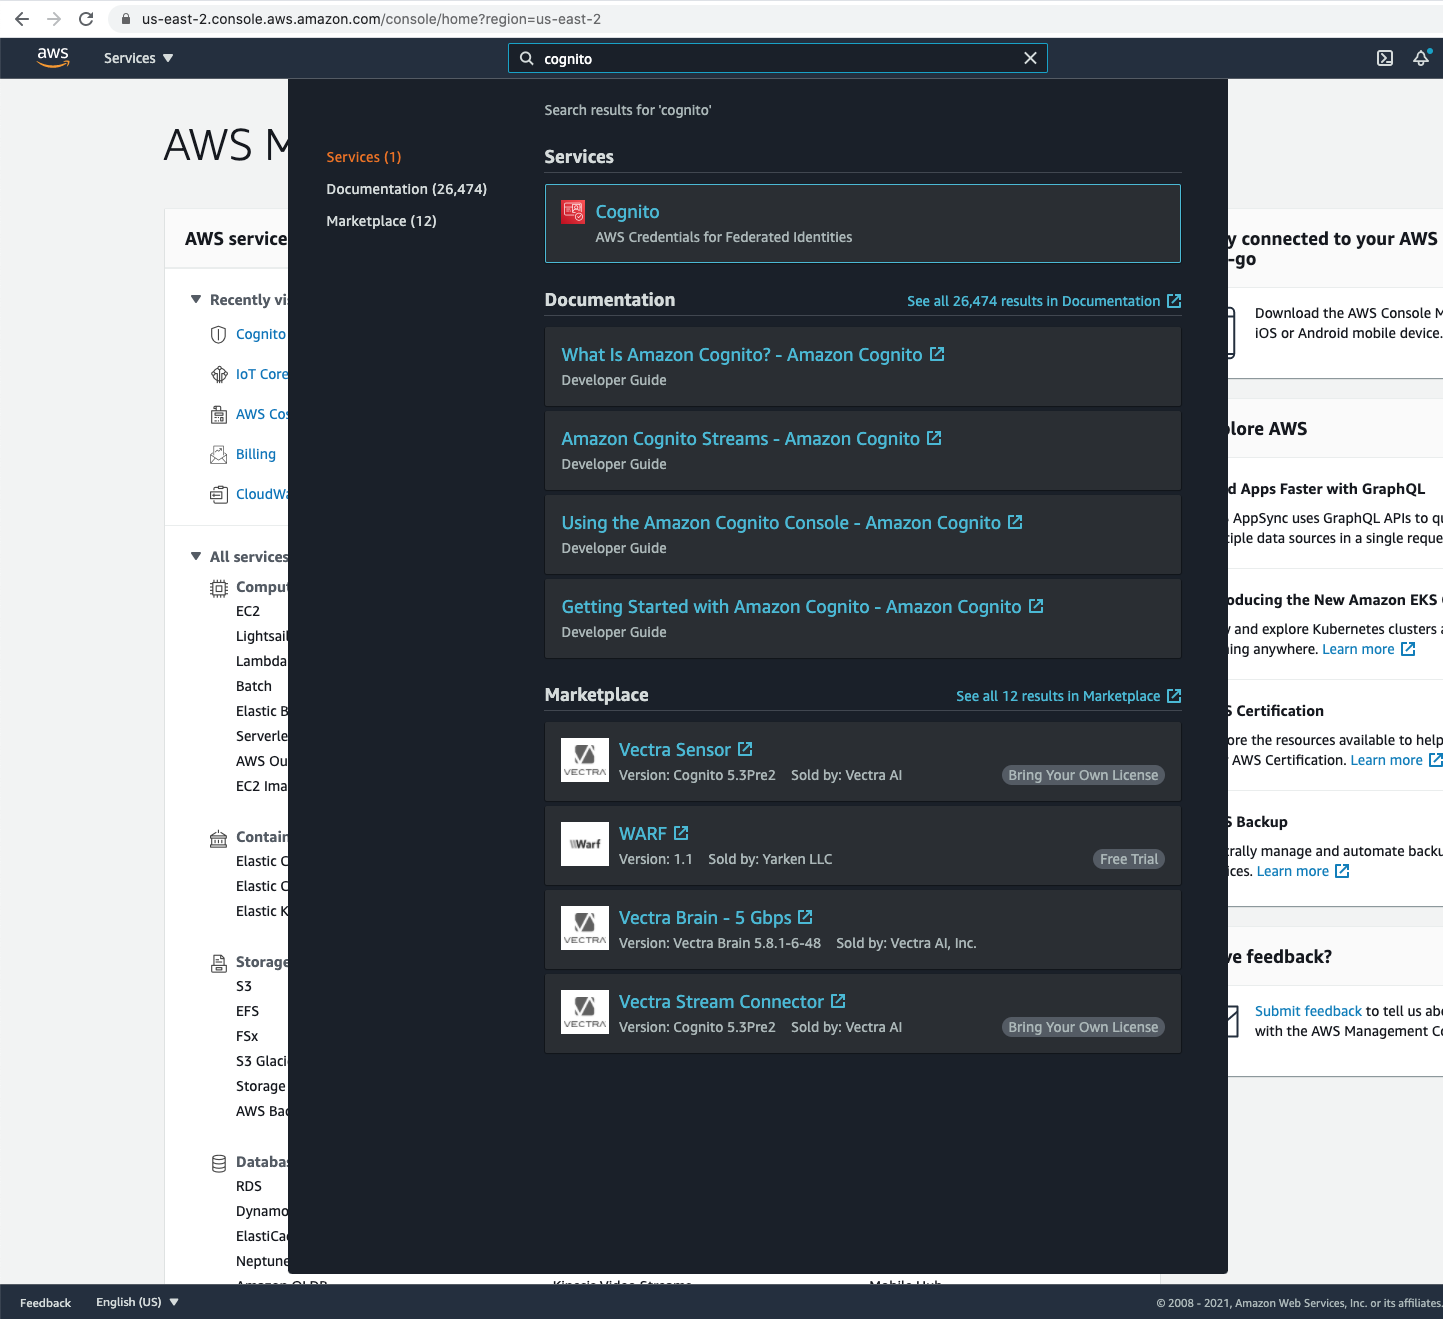 us-east-2.console.aws.amazon.com/console/home?region=us-east-2
aws
Services
cognito
AWS M
AWS service
Recently vi
Cognito
IoT Core
AWS Cos
Billing
CloudWa
All services
Compu
EC2
Lightsail
Lambda
Batch
Elastic B
Serverle
AWS Ou
EC2 Ima
Contain
Elastic C
Elastic C
Elastic K
Storage
S3
EFS
FSx
S3 Glaci
Storage
AWS Bac
Databa
RDS
Dynamo
ElastiCa
Neptune
Amazon QLDB
Kinesis Video Streams
Mobile Hub
Search results for 'cognito'
Services (1)
Documentation (26,474)
Marketplace (12)
Services
Cognito
AWS Credentials for Federated Identities
Documentation
See all 26,474 results in Documentation
What Is Amazon Cognito? - Amazon Cognito
Developer Guide
Amazon Cognito Streams - Amazon Cognito
Developer Guide
Using the Amazon Cognito Console - Amazon Cognito
Developer Guide
Getting Started with Amazon Cognito - Amazon Cognito
Developer Guide
Marketplace
See all 12 results in Marketplace
VECTRA
Vectra Sensor
Version: Cognito 5.3Pre2 Sold by: Vectra AI
Bring Your Own License
Warf
WARF
Version: 1.1 Sold by: Yarken LLC
Free Trial
VECTRA
Vectra Brain - 5 Gbps
Version: Vectra Brain 5.8.1-6-48 Sold by: Vectra AI, Inc.
VECTRA
Vectra Stream Connector
Version: Cognito 5.3Pre2 Sold by: Vectra AI
Bring Your Own License
y connected to your AWS
-go
Download the AWS Console M
iOS or Android mobile device.
lore AWS
d Apps Faster with GraphQL
AppSync uses GraphQL APIs to qu
iple data sources in a single reque
oducing the New Amazon EKS
and explore Kubernetes clusters a
ing anywhere. Learn more
S Certification
ore the resources available to help
AWS Certification. Learn more
S Backup
rally manage and automate backu
ices. Learn more
ve feedback?
Submit feedback to tell us abo
with the AWS Management Co
Feedback
English (US)
© 2008 - 2021, Amazon Web Services, Inc. or its affiliates.